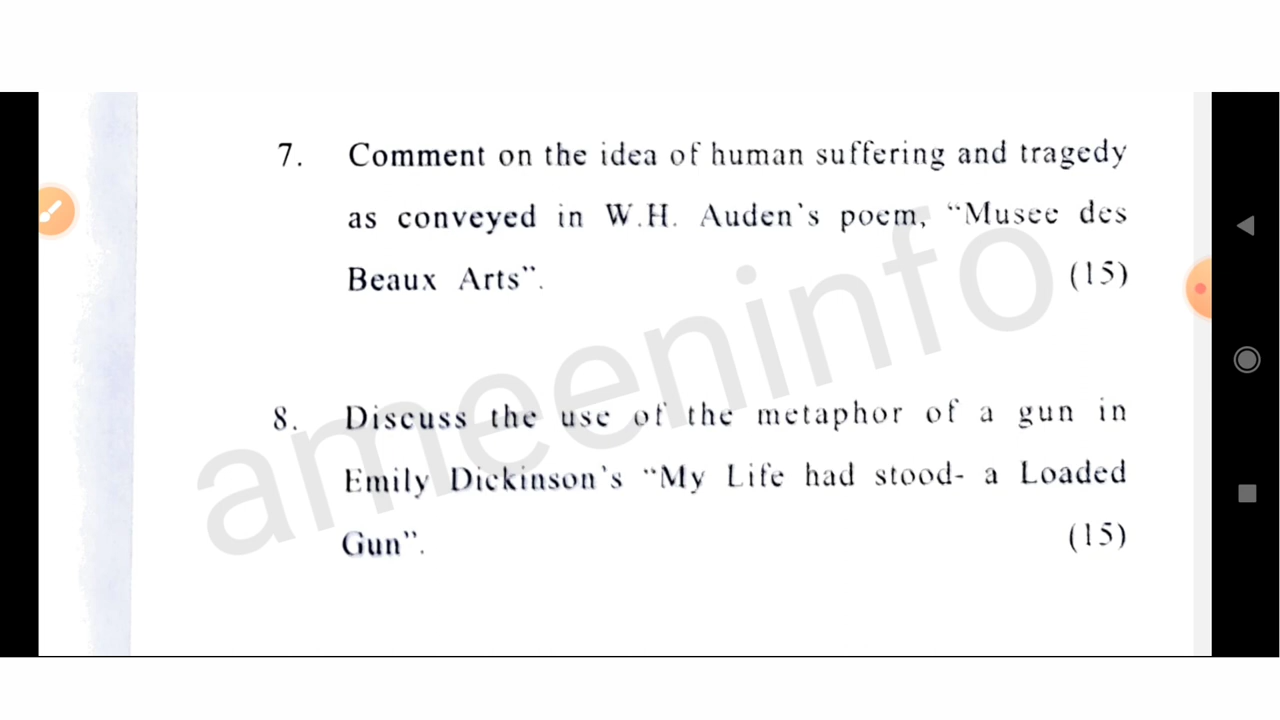 7. Comment on the idea of human suffering and tragedy
as conveyed in W.H. Auden's poem, "Musee des
Beaux Arts". (15)
ameeninfo
8. Discuss the use of the metaphor of a gun in
Emily Dickinson's "My Life had stood- a Loaded
Gun". (15)